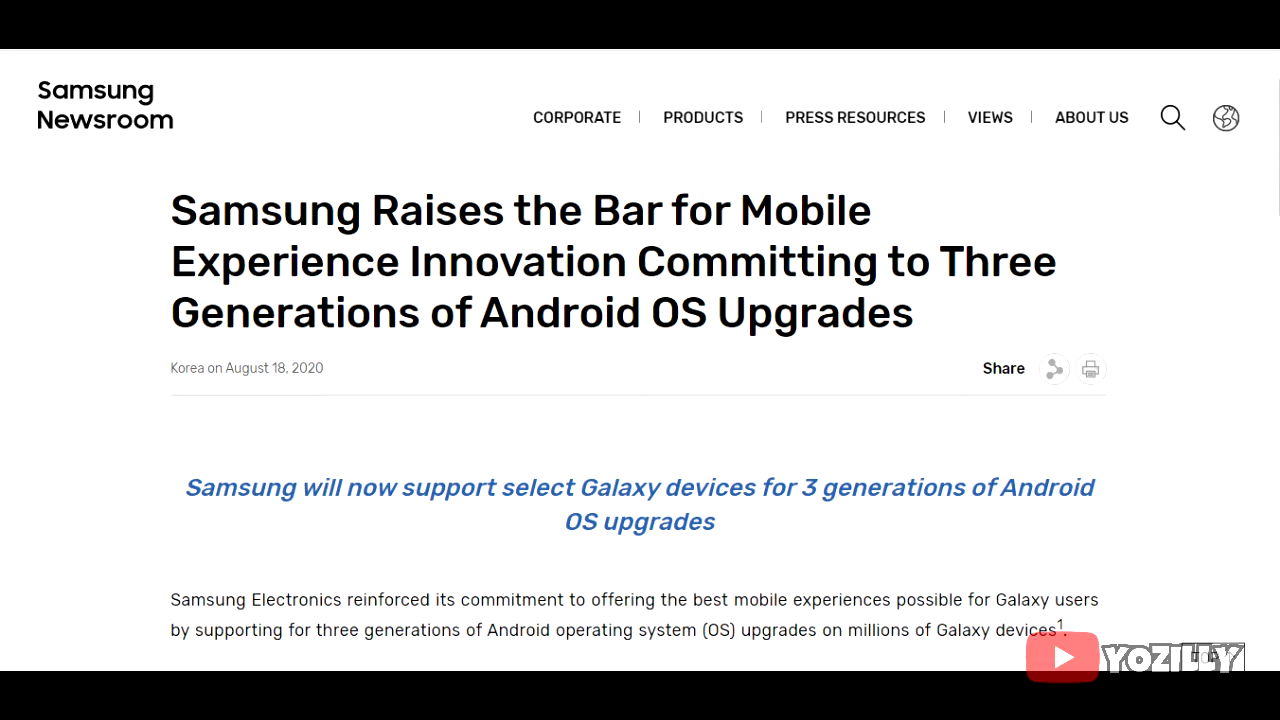 Samsung
Newsroom
CORPORATE
PRODUCTS
PRESS RESOURCES
VIEWS
ABOUT US
Samsung Raises the Bar for Mobile
Experience Innovation Committing to Three
Generations of Android OS Upgrades
Korea on August 18, 2020
Share
Samsung will now support select Galaxy devices for 3 generations of Android
OS upgrades
Samsung Electronics reinforced its commitment to offering the best mobile experiences possible for Galaxy users
by supporting for three generations of Android operating system (OS) upgrades on millions of Galaxy devices¹.
TOP
YOZILLY